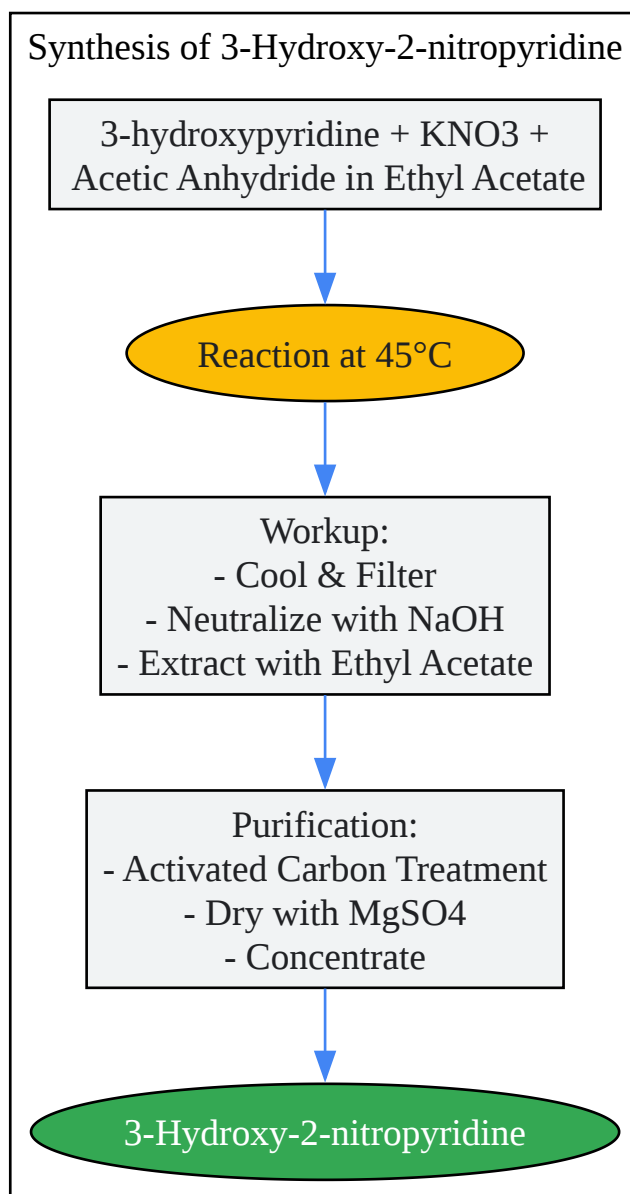 Synthesis of 3-Hydroxy-2-nitropyridine
3-hydroxypyridine + KNO3 +
Acetic Anhydride in Ethyl Acetate
Reaction at 45°C
Workup:
- Cool & Filter
- Neutralize with NaOH
- Extract with Ethyl Acetate
Purification:
- Activated Carbon Treatment
- Dry with MgSO4
- Concentrate
3-Hydroxy-2-nitropyridine